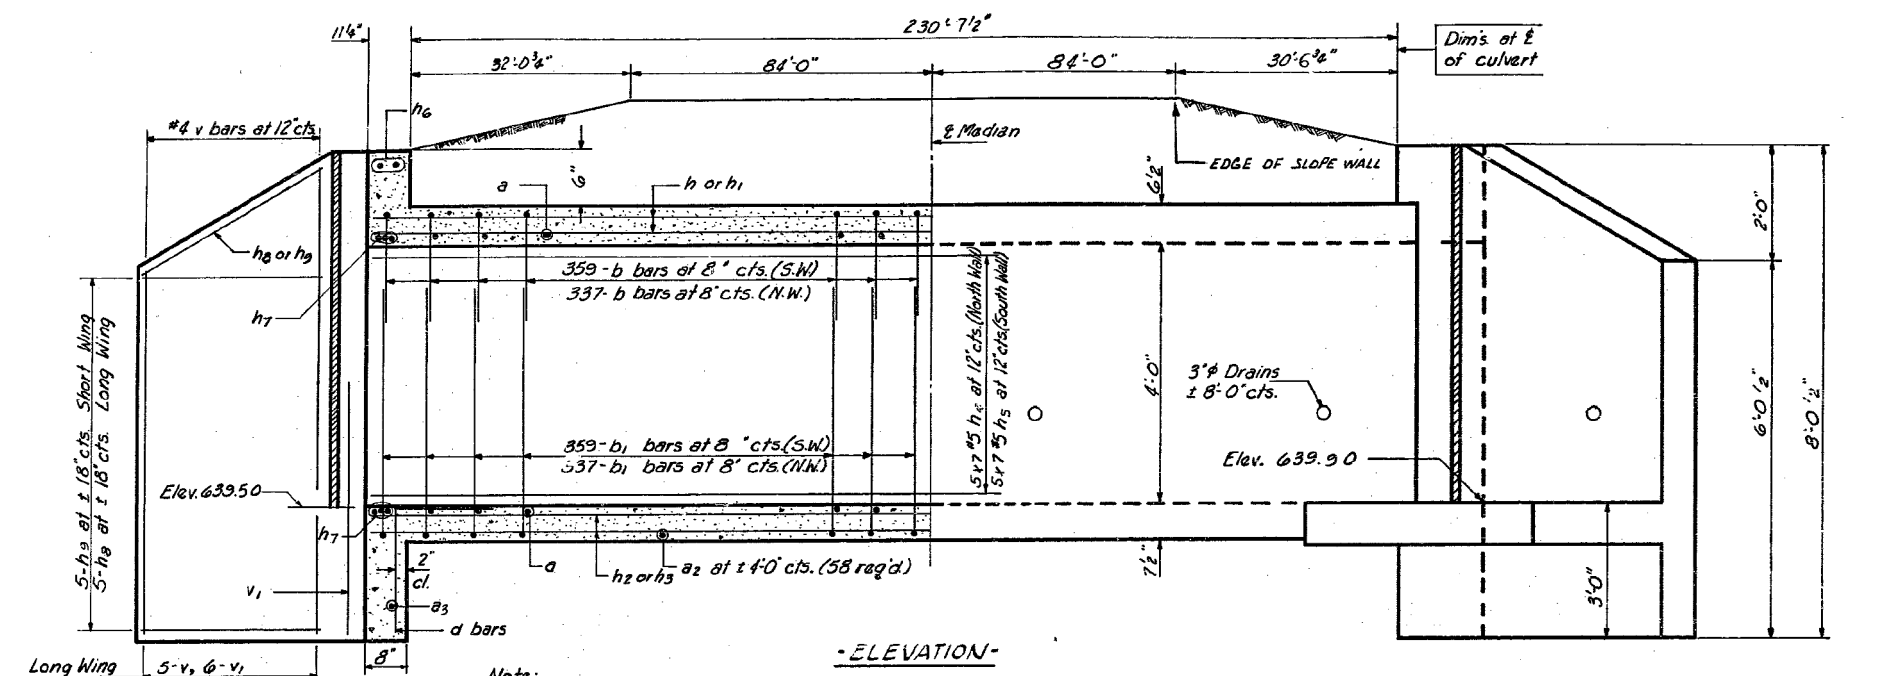 230'-7½"
11¼"
Dim's. at ℄
of culvert
32'-0¾"
84'-0"
84'-0"
30'-6¾"
h6
#4 v bars at 12" cts.
℄ Median
EDGE OF SLOPE WALL
a
6"
h or h1
6½"
2'-0"
h8 or h9
359-b bars at 8" cts. (S.W.)
337-b bars at 8" cts. (N.W.)
h7
5-h9 at ± 18" cts. Short Wing
5-h8 at ± 18" cts. Long Wing
5x7 #5 h4 at 12" cts. (North Wall)
5x7 #5 h5 at 12" cts. (South Wall)
4'-0"
3"φ Drains
± 8'-0" cts.
6'-0½"
8'-0½"
359-b1 bars at 8" cts. (S.W.)
337-b1 bars at 8" cts. (N.W.)
Elev. 639.90
Elev. 639.50
h7
2"
cl.
a
h2 or h3
a2 at ± 4'-0" cts. (58 req'd.)
7½"
3'-0"
v1
a3
d bars
8"
-ELEVATION-
Long Wing
5-v, 6-v1
Note: